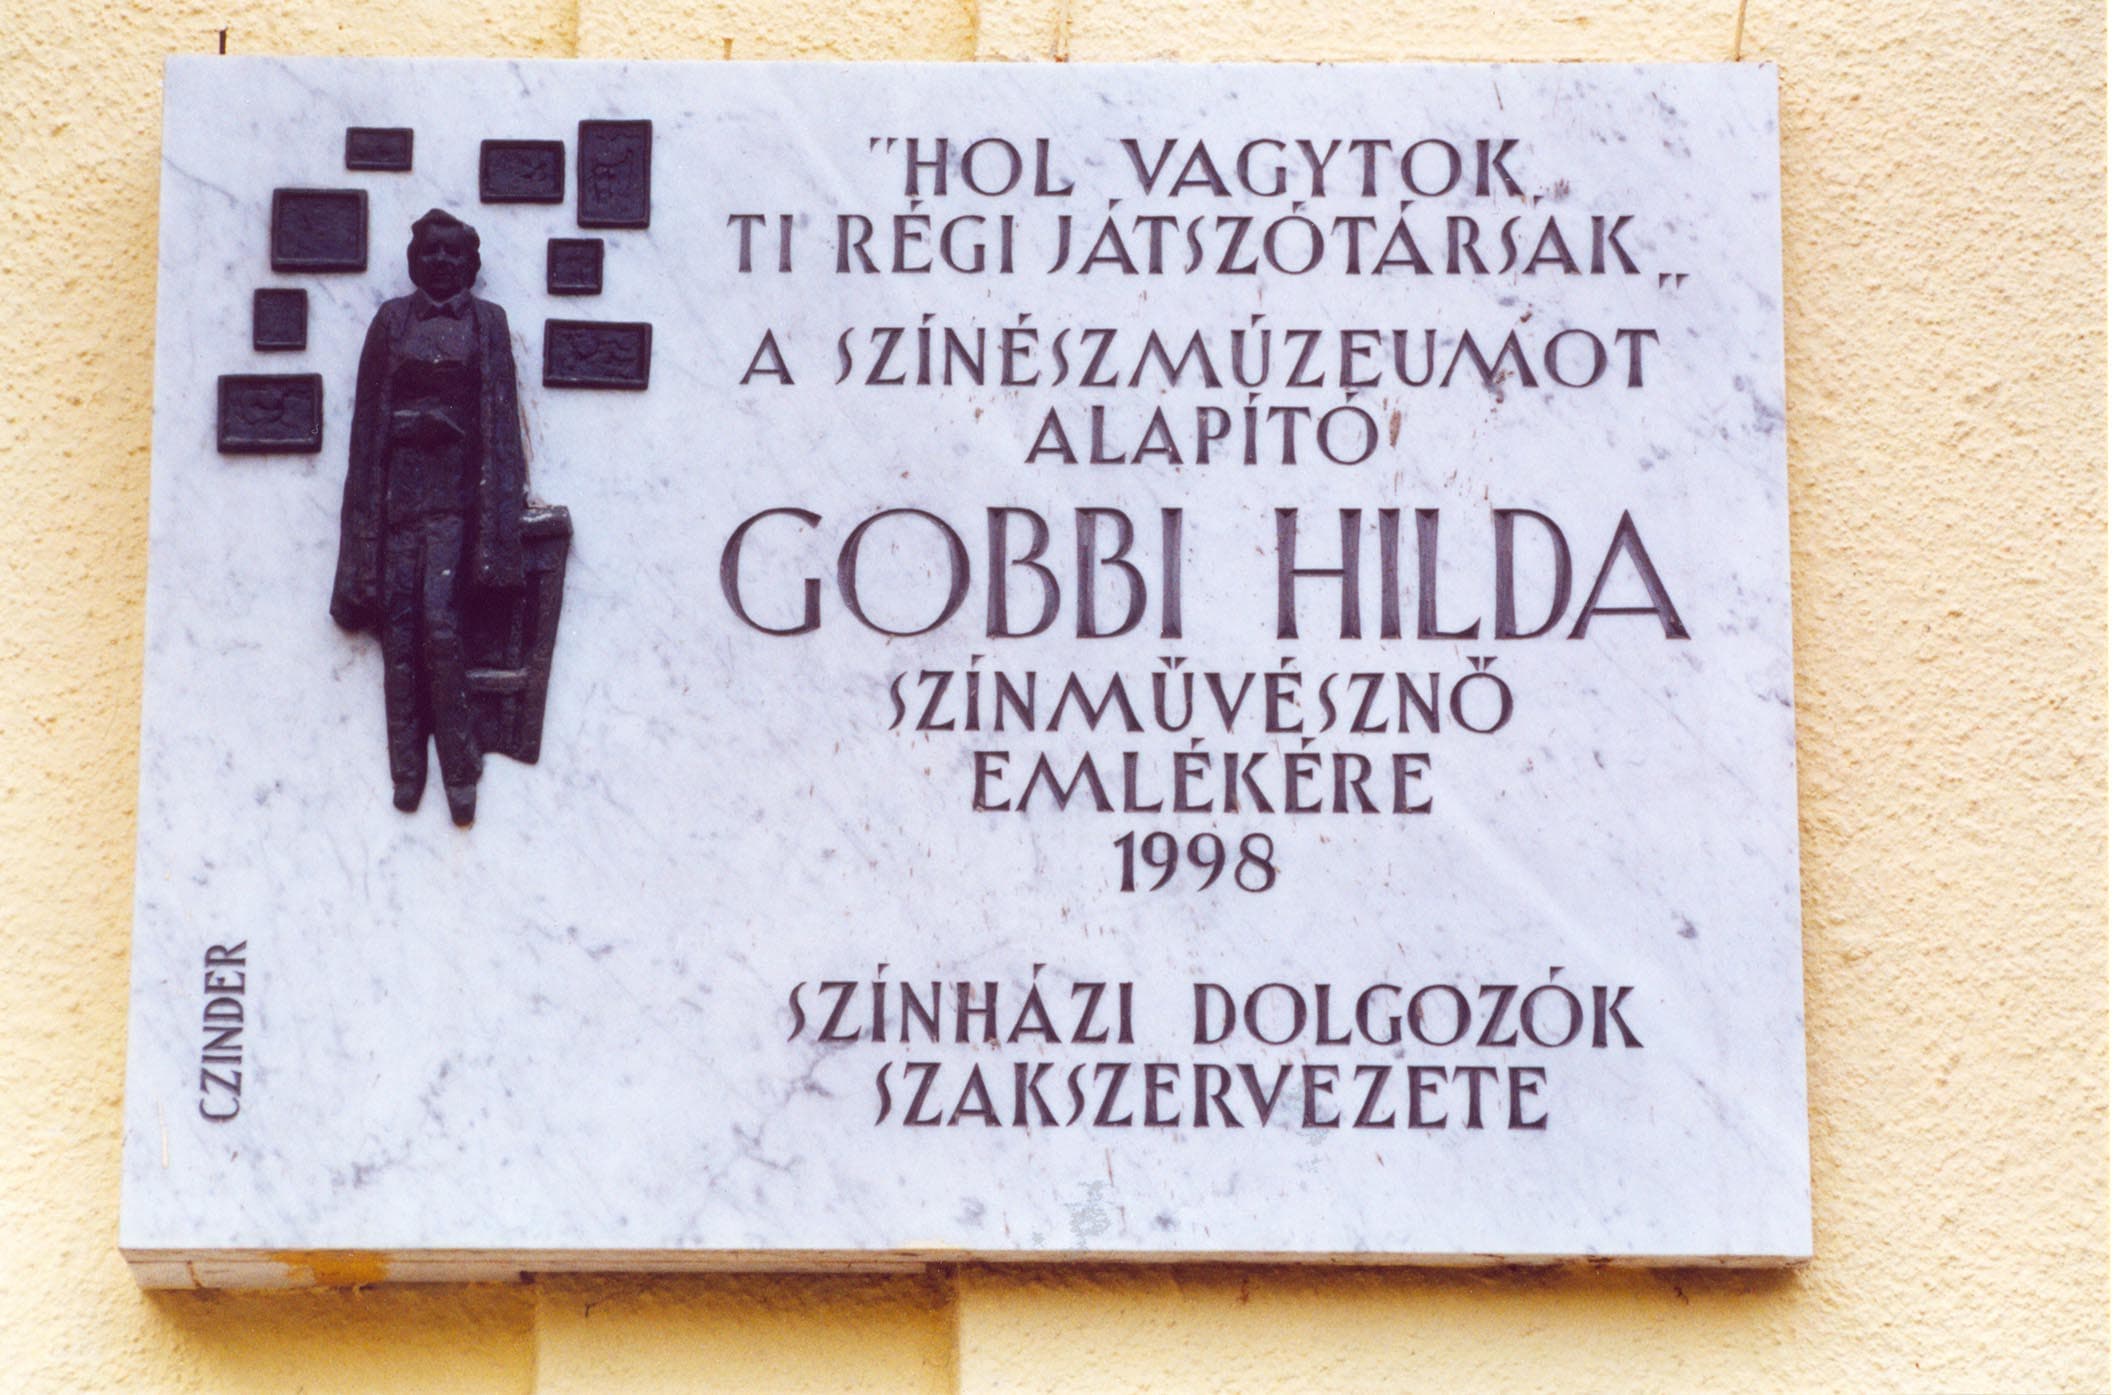 "HOL VAGYTOK
TI RÉGI JÁTSZÓTÁRSAK"
A SZÍNÉSZMÚZEUMOT
ALAPÍTÓ
GOBBI HILDA
SZÍNMŰVÉSZNŐ
EMLÉKÉRE
1998
SZÍNHÁZI DOLGOZÓK
SZAKSZERVEZETE
CZINDER